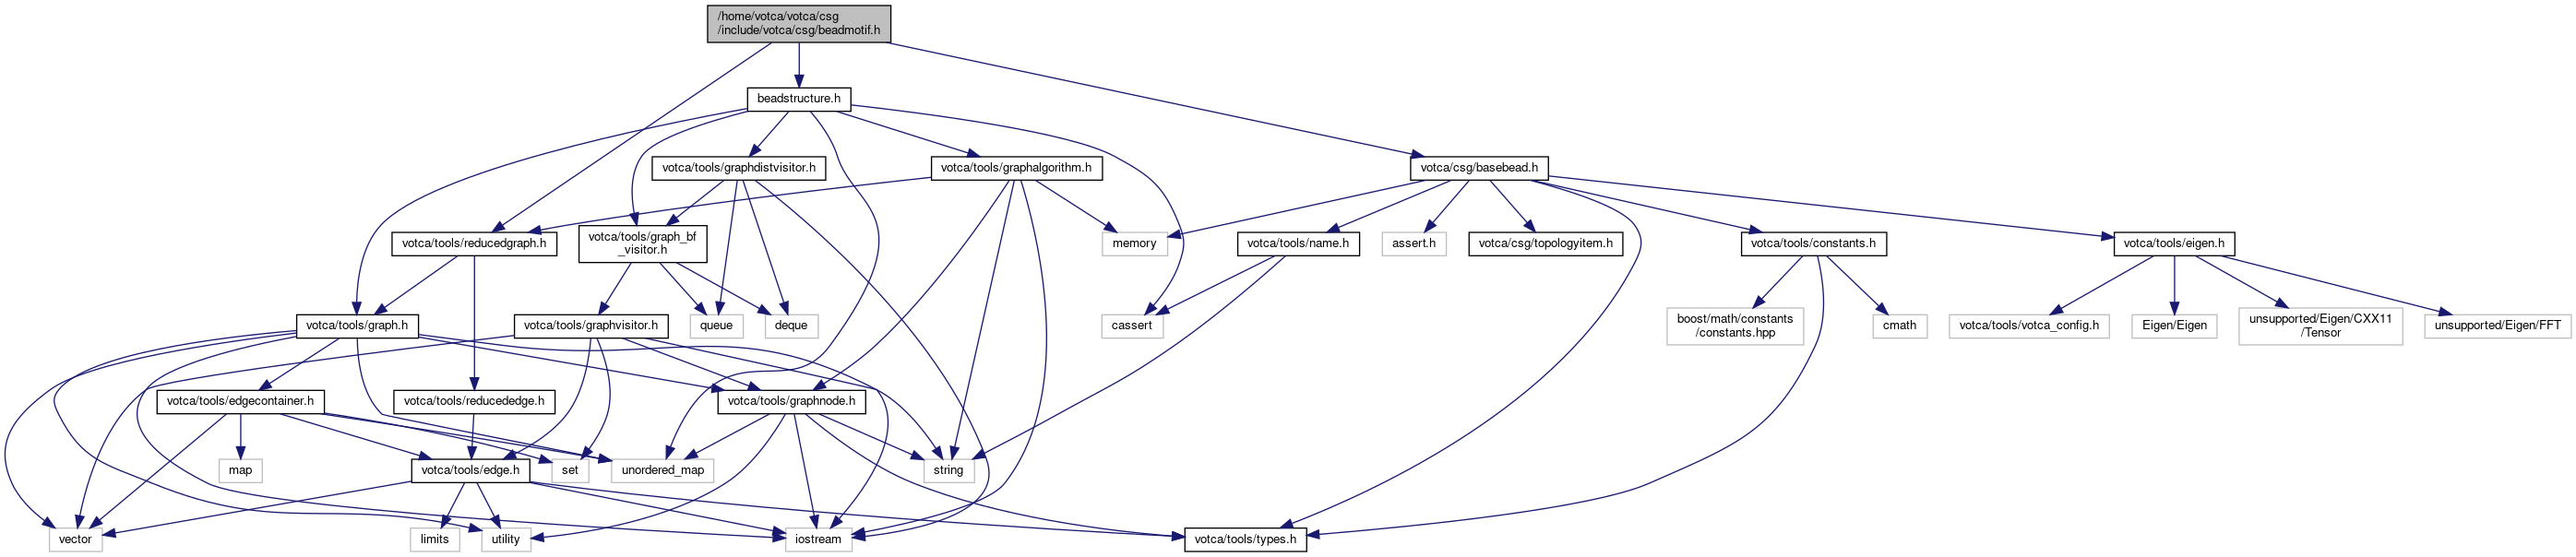 /home/votca/votca/csg
/include/votca/csg/beadmotif.h
beadstructure.h
votca/tools/graphdistvisitor.h
votca/tools/graphalgorithm.h
votca/csg/basebead.h
votca/tools/reducedgraph.h
votca/tools/graph_bf
_visitor.h
memory
votca/tools/name.h
assert.h
votca/csg/topologyitem.h
votca/tools/constants.h
votca/tools/eigen.h
votca/tools/graph.h
votca/tools/graphvisitor.h
queue
deque
cassert
boost/math/constants
/constants.hpp
cmath
votca/tools/votca_config.h
Eigen/Eigen
unsupported/Eigen/CXX11
/Tensor
unsupported/Eigen/FFT
votca/tools/edgecontainer.h
votca/tools/reducededge.h
votca/tools/graphnode.h
map
votca/tools/edge.h
set
unordered_map
string
vector
limits
utility
iostream
votca/tools/types.h